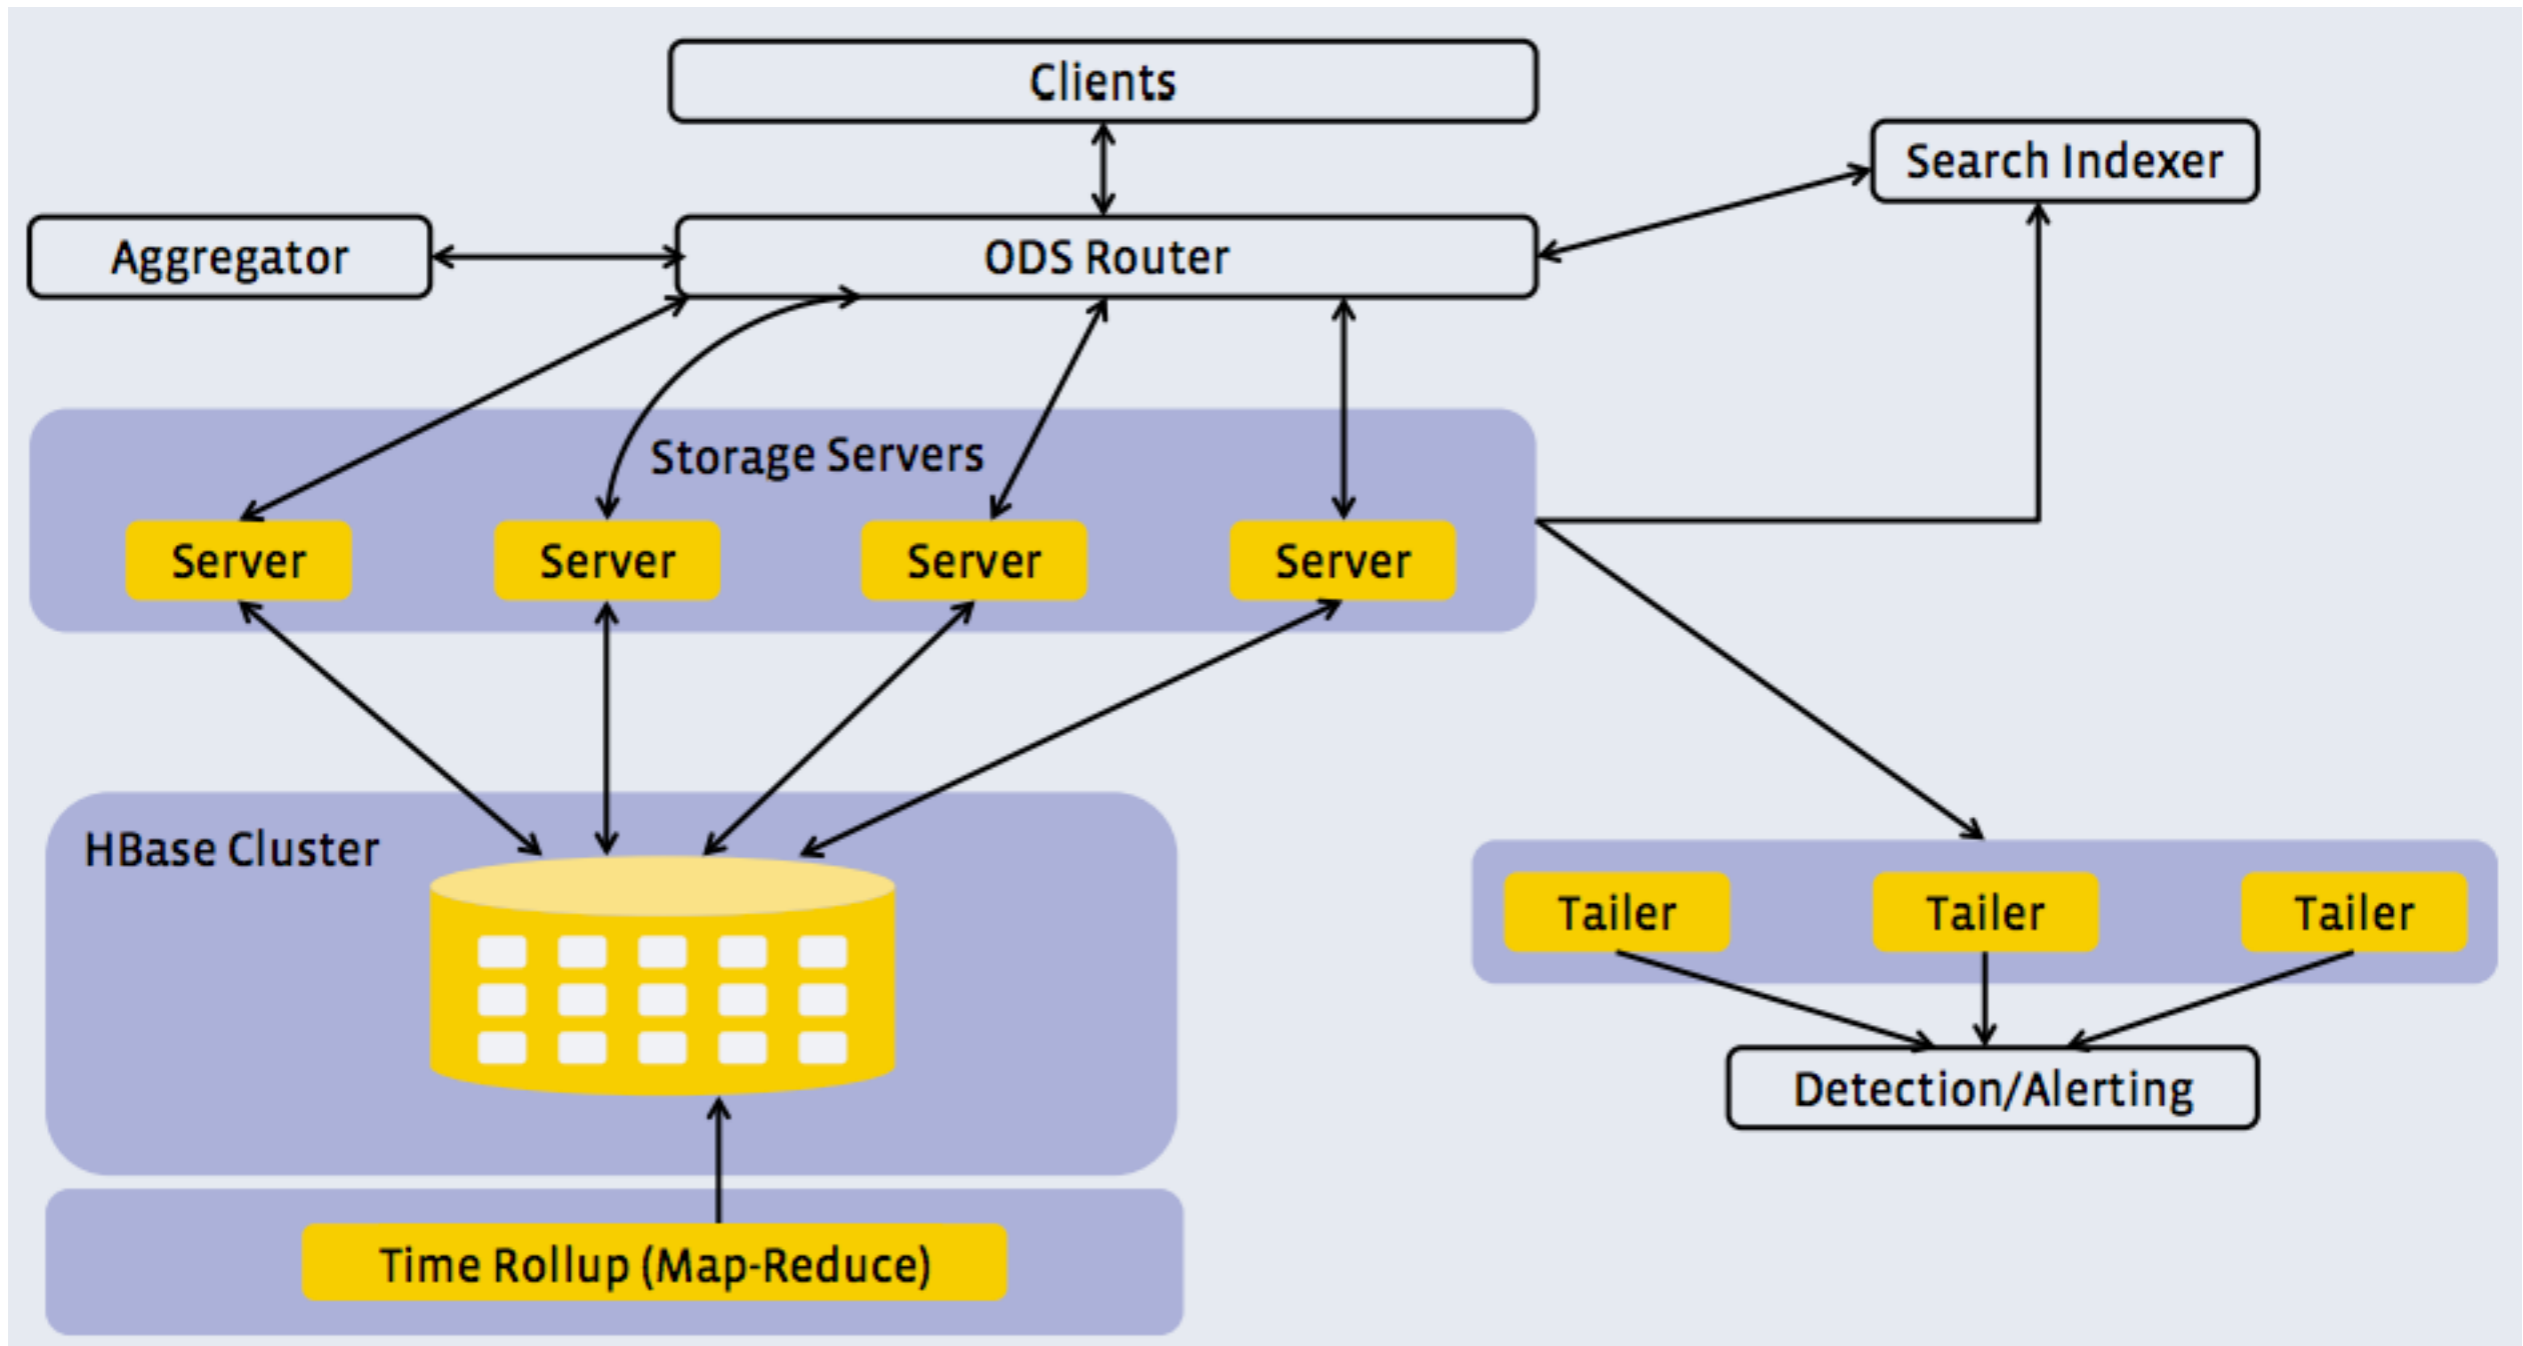 Clients
Search Indexer
Aggregator
ODS Router
Storage Servers
Server
Server
Server
Server
HBase Cluster
Tailer
Tailer
Tailer
Detection/Alerting
Time Rollup (Map-Reduce)